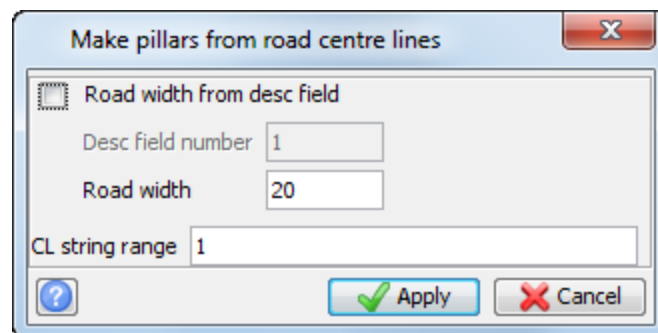 Make pillars from road centre lines
Road width from desc field
Desc field number 1
Road width 20
CL string range 1
? Apply Cancel